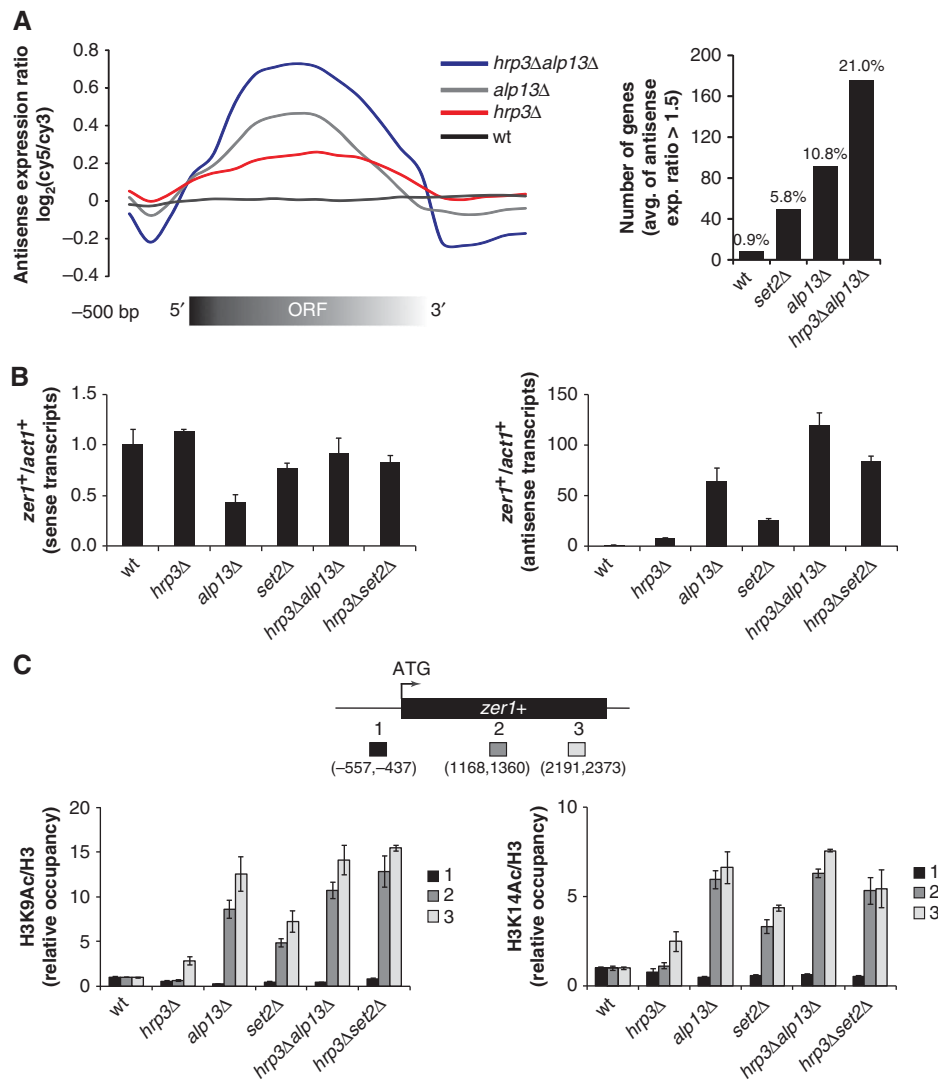 A
Antisense expression ratio
log2(cy5/cy3)
0.8
0.6
0.4
0.2
0
−0.2
−0.4
hrp3Δalp13Δ
alp13Δ
hrp3Δ
wt
−500 bp
5′
ORF
3′
Number of genes
(avg. of antisense
exp. ratio > 1.5)
200
160
120
80
40
0
0.9%
5.8%
10.8%
21.0%
wt
set2Δ
alp13Δ
hrp3Δalp13Δ
B
zer1+/act1+
(sense transcripts)
1.5
1.0
0.5
0.0
wt
hrp3Δ
alp13Δ
set2Δ
hrp3Δalp13Δ
hrp3Δset2Δ
zer1+/act1+
(antisense transcripts)
150
100
50
0
wt
hrp3Δ
alp13Δ
set2Δ
hrp3Δalp13Δ
hrp3Δset2Δ
C
ATG
zer1+
1
2
3
(−557,−437)
(1168,1360)
(2191,2373)
H3K9Ac/H3
(relative occupancy)
20
15
10
5
0
1
2
3
wt
hrp3Δ
alp13Δ
set2Δ
hrp3Δalp13Δ
hrp3Δset2Δ
H3K14Ac/H3
(relative occupancy)
10
5
0
1
2
3
wt
hrp3Δ
alp13Δ
set2Δ
hrp3Δalp13Δ
hrp3Δset2Δ